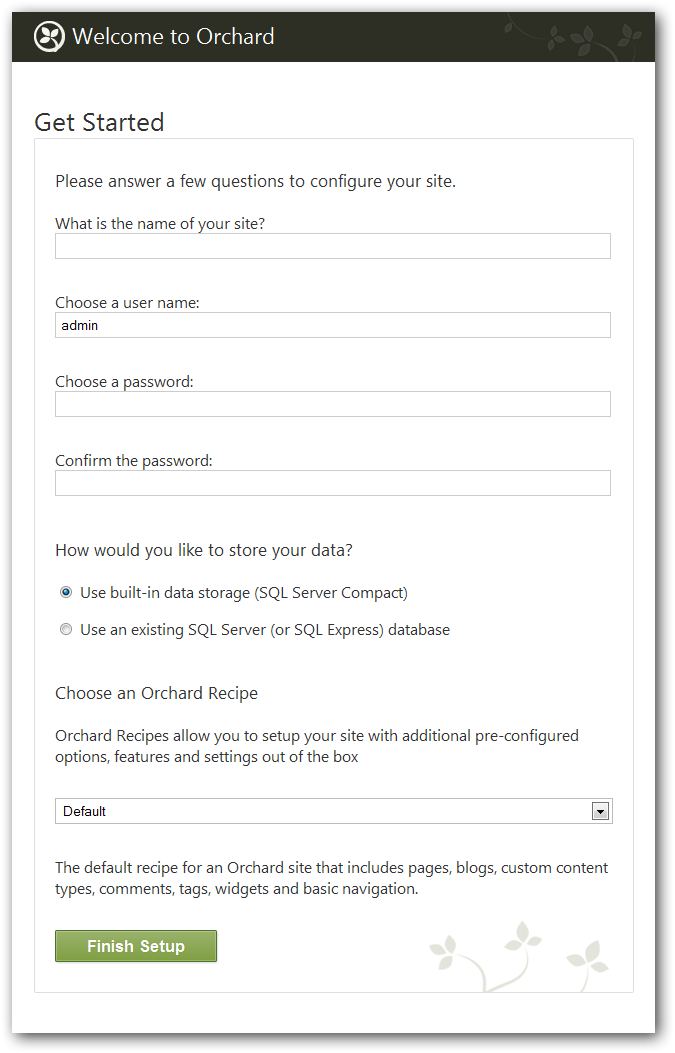 Welcome to Orchard
Get Started
Please answer a few questions to configure your site.
What is the name of your site?
Choose a user name:
admin
Choose a password:
Confirm the password:
How would you like to store your data?
Use built-in data storage (SQL Server Compact)
Use an existing SQL Server (or SQL Express) database
Choose an Orchard Recipe
Orchard Recipes allow you to setup your site with additional pre-configured
options, features and settings out of the box
Default
The default recipe for an Orchard site that includes pages, blogs, custom content
types, comments, tags, widgets and basic navigation.
Finish Setup